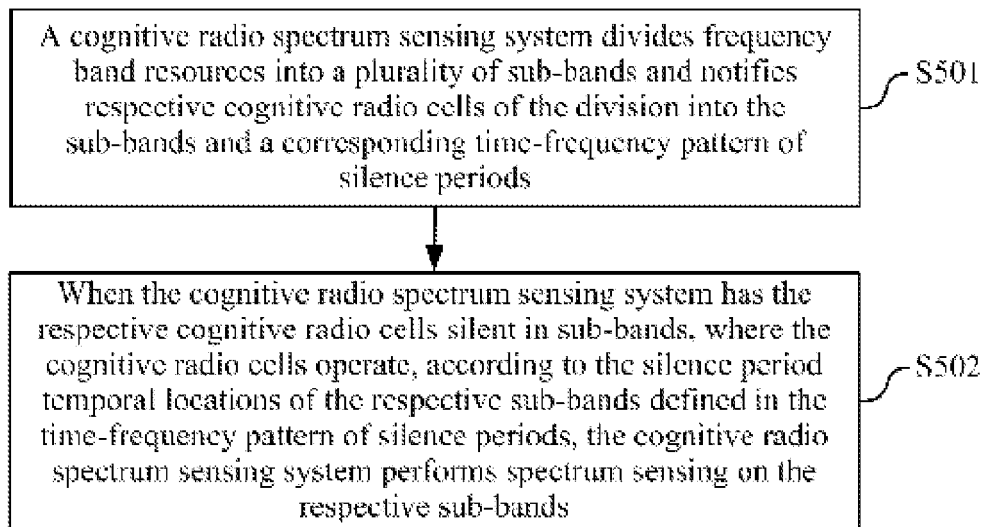 A cognitive radio spectrum sensing system divides frequency
band resources into a plurality of sub-bands and notifies
respective cognitive radio cells of the division into the
sub-bands and a corresponding time-frequency pattern of
silence periods
S501
When the cognitive radio spectrum sensing system has the
respective cognitive radio cells silent in sub-bands, where the
cognitive radio cells operate, according to the silence period
temporal locations of the respective sub-bands defined in the
time-frequency pattern of silence periods, the cognitive radio
spectrum sensing system performs spectrum sensing on the
respective sub-bands
S502